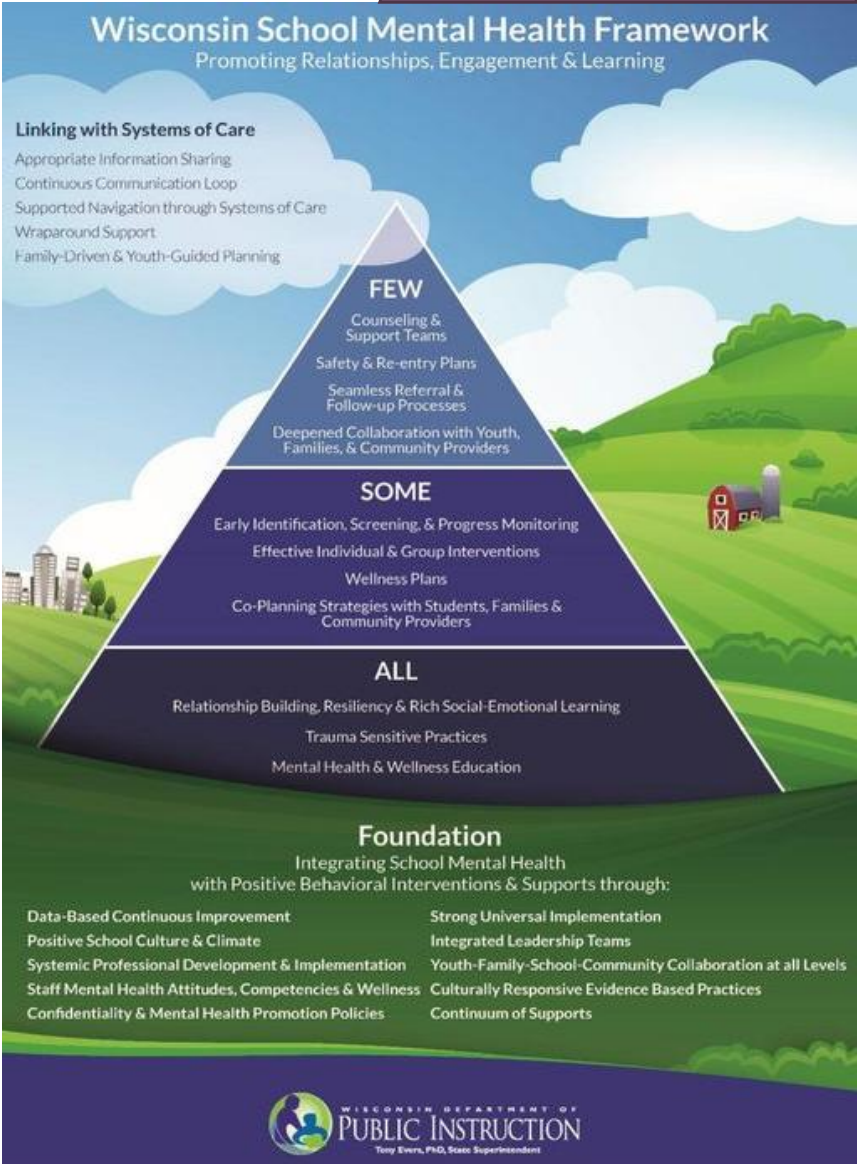 Wisconsin School Mental Health Framework
Promoting Relationships, Engagement & Learning
Linking with Systems of Care
Appropriate Information Sharing
Continuous Communication Loop
Supported Navigation through Systems of Care
Wraparound Support
Family-Driven & Youth-Guided Planning
FEW
Counseling &
Support Teams
Safety & Re-entry Plans
Seamless Referral &
Follow-up Processes
Deepened Collaboration with Youth,
Families, & Community Providers
SOME
Early Identification, Screening, & Progress Monitoring
Effective Individual & Group Interventions
Wellness Plans
Co-Planning Strategies with Students, Families &
Community Providers
ALL
Relationship Building, Resiliency & Rich Social-Emotional Learning
Trauma Sensitive Practices
Mental Health & Wellness Education
Foundation
Integrating School Mental Health
with Positive Behavioral Interventions & Supports through:
Data-Based Continuous Improvement
Positive School Culture & Climate
Systemic Professional Development & Implementation
Staff Mental Health Attitudes, Competencies & Wellness
Confidentiality & Mental Health Promotion Policies
Strong Universal Implementation
Integrated Leadership Teams
Youth-Family-School-Community Collaboration at all Levels
Culturally Responsive Evidence Based Practices
Continuum of Supports
WISCONSIN DEPARTMENT OF
PUBLIC INSTRUCTION
Tony Evers, PhD, State Superintendent